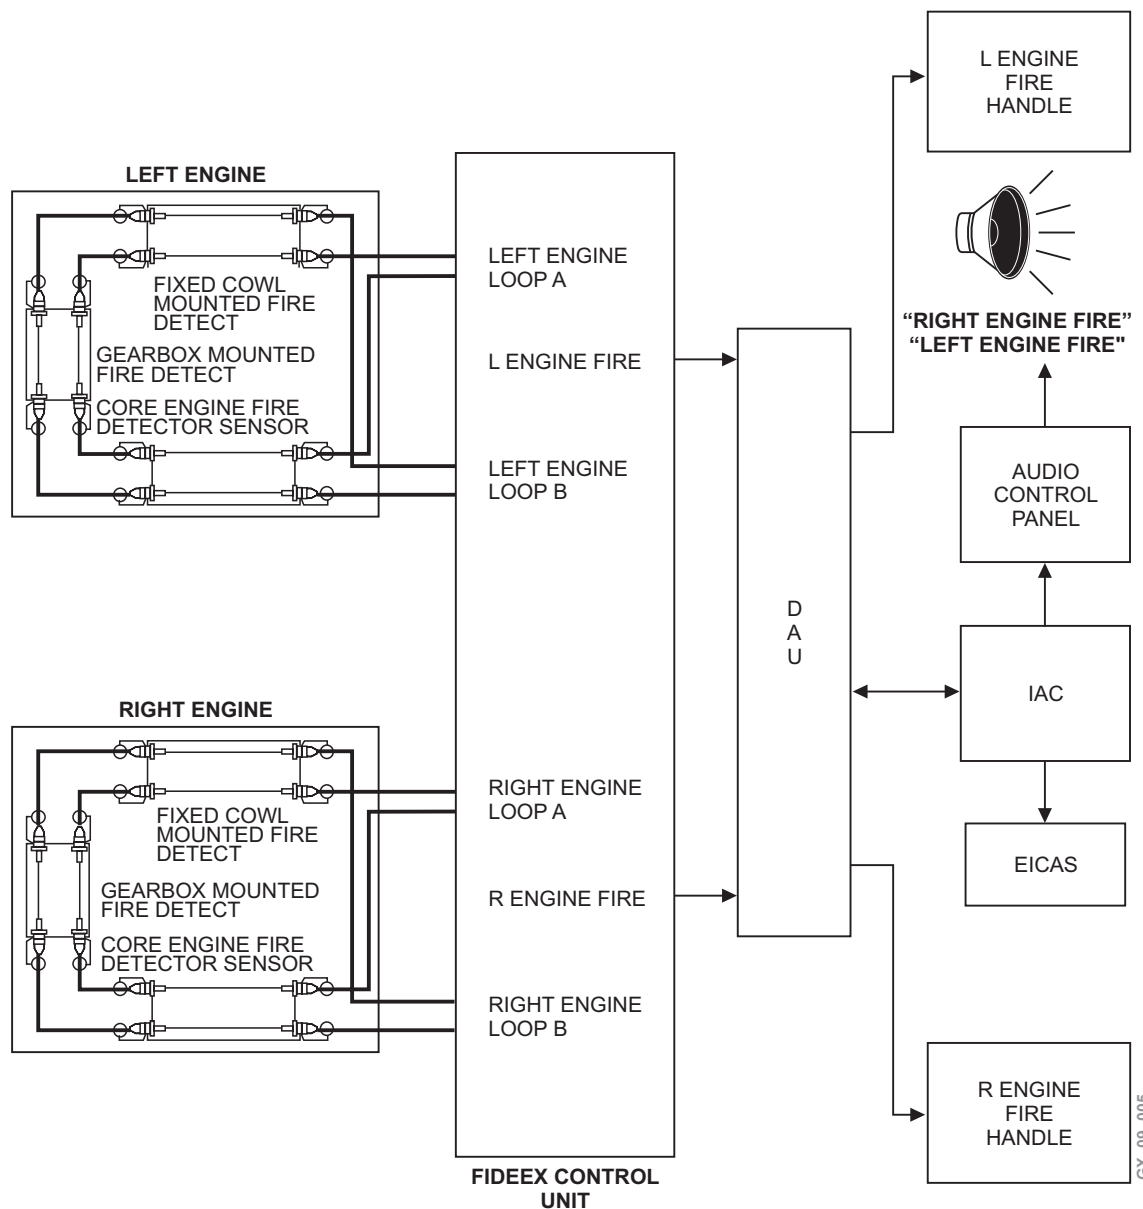 L ENGINE
FIRE
HANDLE
LEFT ENGINE
FIXED COWL
MOUNTED FIRE
DETECT
GEARBOX MOUNTED
FIRE DETECT
CORE ENGINE FIRE
DETECTOR SENSOR
LEFT ENGINE
LOOP A
L ENGINE FIRE
LEFT ENGINE
LOOP B
“RIGHT ENGINE FIRE”
“LEFT ENGINE FIRE"
AUDIO
CONTROL
PANEL
D
A
U
IAC
EICAS
RIGHT ENGINE
FIXED COWL
MOUNTED FIRE
DETECT
GEARBOX MOUNTED
FIRE DETECT
CORE ENGINE FIRE
DETECTOR SENSOR
RIGHT ENGINE
LOOP A
R ENGINE FIRE
RIGHT ENGINE
LOOP B
R ENGINE
FIRE
HANDLE
FIDEEX CONTROL
UNIT
GX_09_005